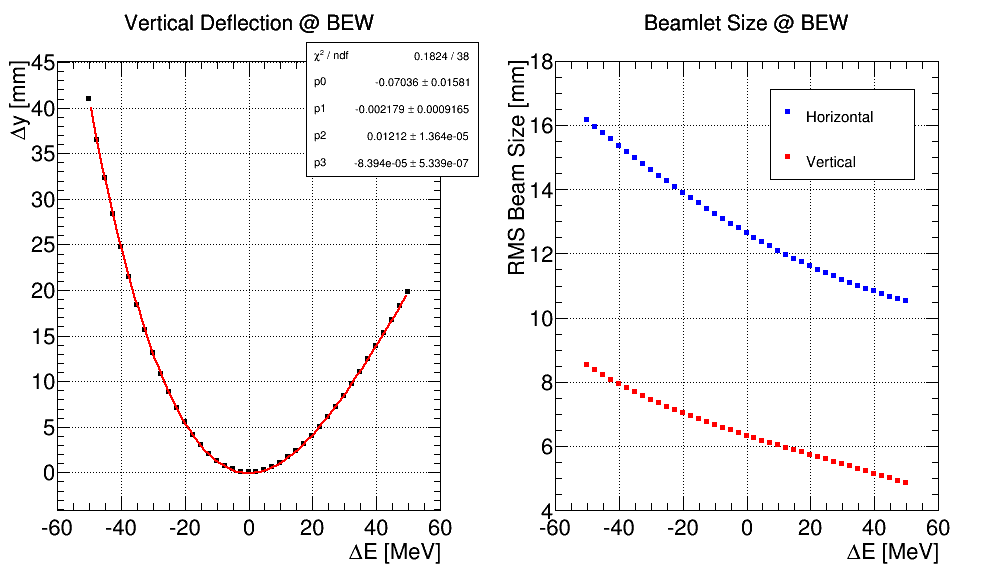 Vertical Deflection @ BEW
χ² / ndf 0.1824 / 38
p0 -0.07036 ± 0.01581
p1 -0.002179 ± 0.0009165
p2 0.01212 ± 1.364e-05
p3 -8.394e-05 ± 5.339e-07
Δy [mm]
45
40
35
30
25
20
15
10
5
0
-60 -40 -20 0 20 40 60
ΔE [MeV]
Beamlet Size @ BEW
RMS Beam Size [mm]
18
16
14
12
10
8
6
4
Horizontal
Vertical
-60 -40 -20 0 20 40 60
ΔE [MeV]